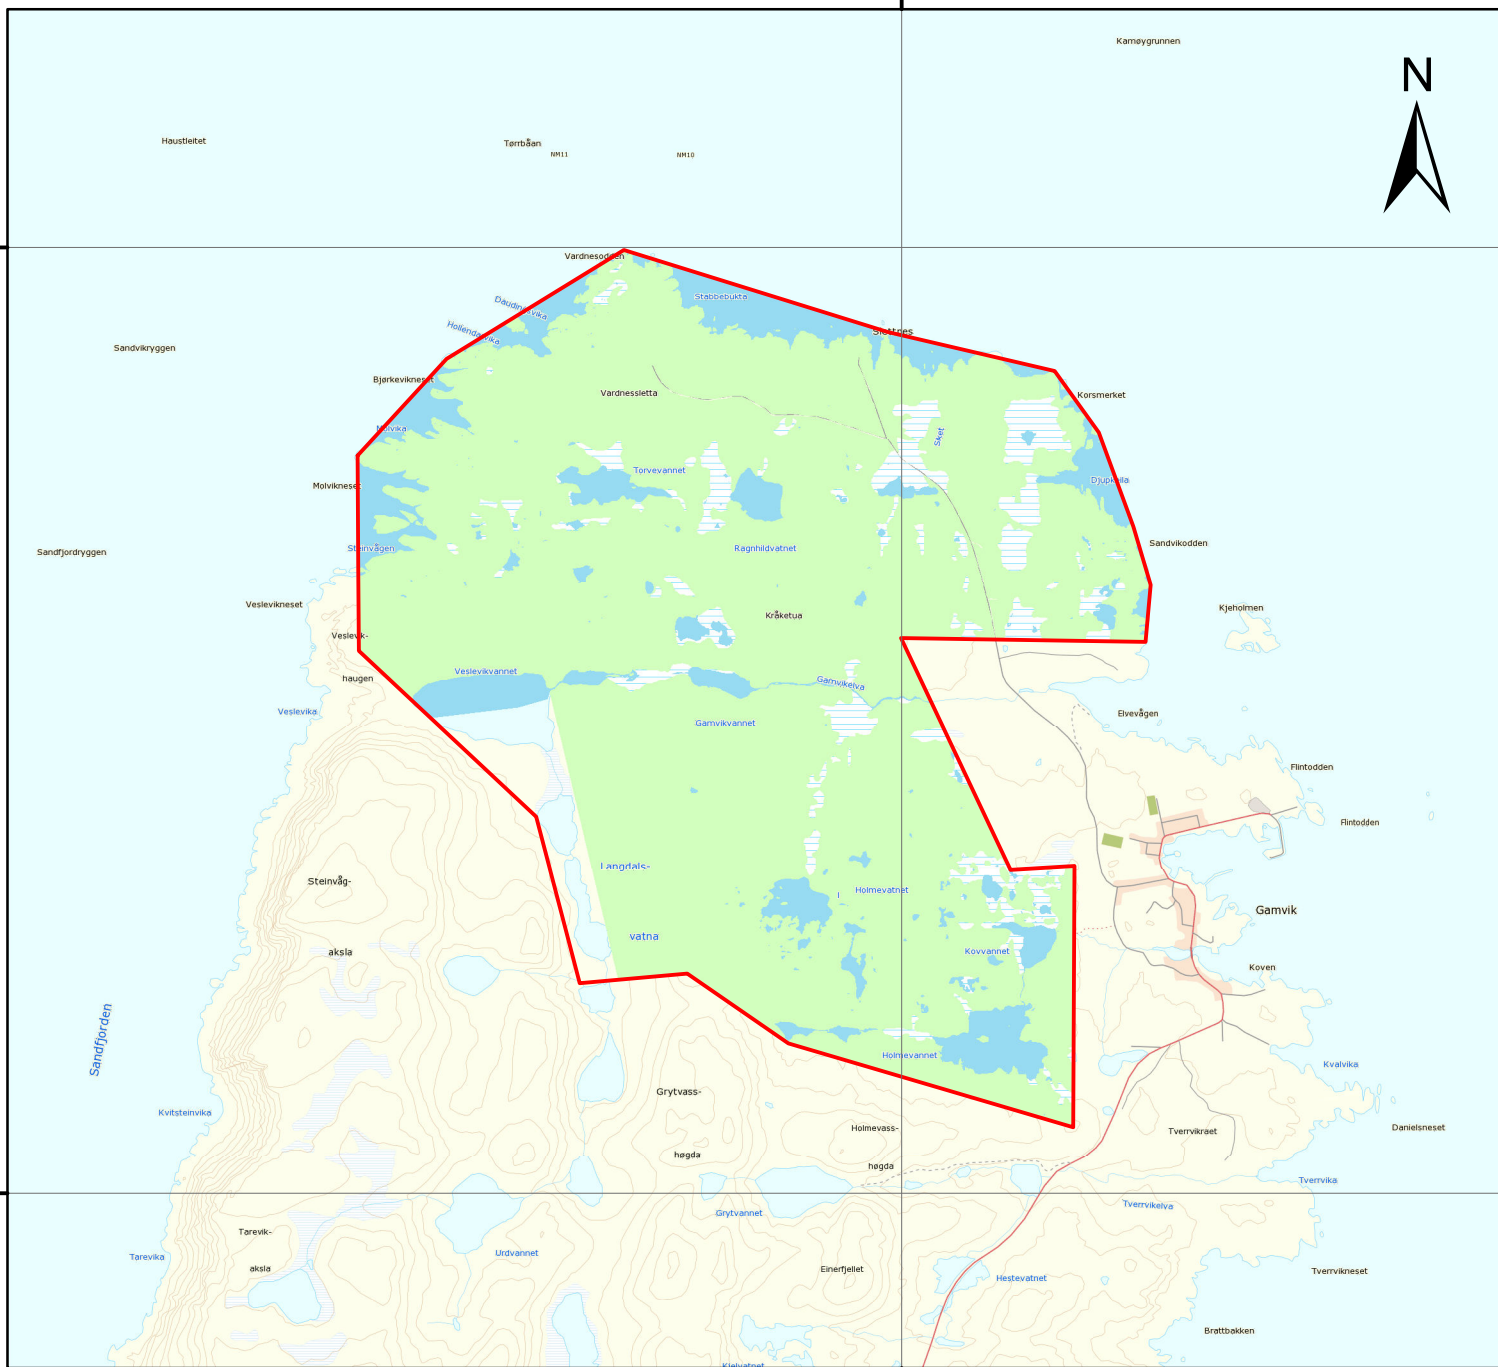 Kamøygrunnen
N
Haustleitet
Tørrbåan
NM11
NM10
Vardnesodden
Daudingsvika
Stabbebukta
Hollendarvika
Slettnes
Sandvikryggen
Bjørkevikneset
Vardnessletta
Korsmerket
Molvika
Sket
Torvevannet
Djupkeila
Molvikneset
Sandvikodden
Steinvågen
Ragnhildvatnet
Sandfjordryggen
Veslevikneset
Kjeholmen
Kråketua
Veslevik-
haugen
Veslevikvannet
Gamvikelva
Veslevika
Gamvikvannet
Elvevågen
Flintodden
Flintodden
Langdals-
vatna
Steinvåg-
aksla
Holmevatnet
Gamvik
Kovvannet
Koven
Sandfjorden
Holmevannet
Kvalvika
Grytvass-
høgda
Kvitsteinvika
Holmevass-
høgda
Tverrvikraet
Danielsneset
Tverrvika
Grytvannet
Tverrvikelva
Tarevik-
aksla
Tarevika
Urdvannet
Einerfjellet
Hestevatnet
Tverrvikneset
Brattbakken
Kjelvatnet